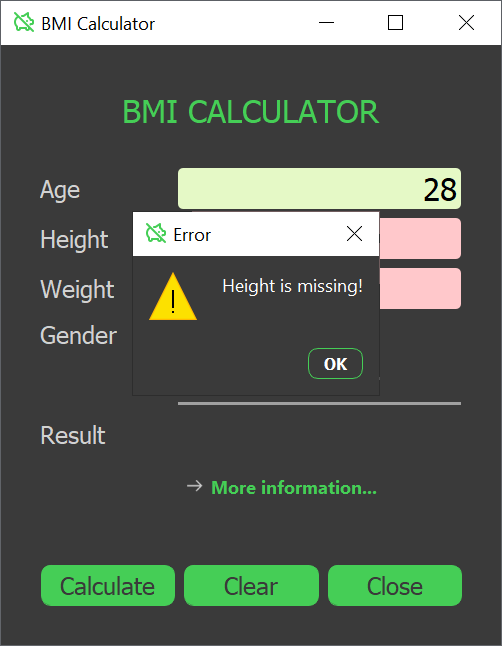 BMI Calculator
BMI CALCULATOR
Age 28
Height
Error
Weight
Height is missing!
Gender
OK
Result
→ More information...
Calculate Clear Close